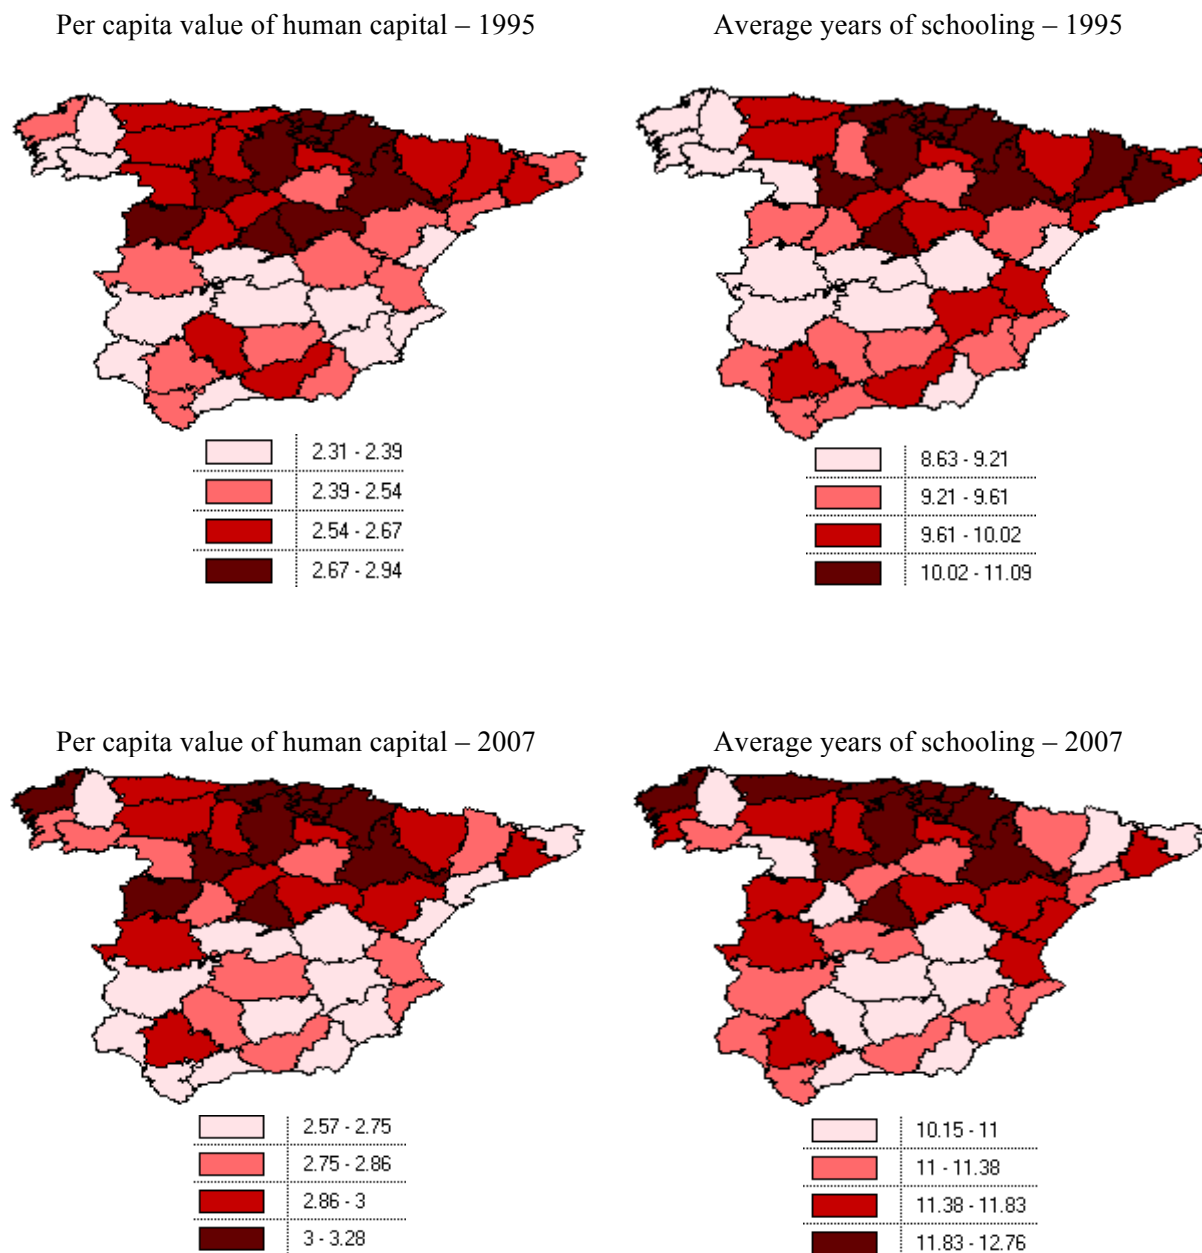 Per capita value of human capital – 1995
Average years of schooling – 1995
2.31 - 2.39
2.39 - 2.54
2.54 - 2.67
2.67 - 2.94
8.63 - 9.21
9.21 - 9.61
9.61 - 10.02
10.02 - 11.09
Per capita value of human capital – 2007
Average years of schooling – 2007
2.57 - 2.75
2.75 - 2.86
2.86 - 3
3 - 3.28
10.15 - 11
11 - 11.38
11.38 - 11.83
11.83 - 12.76